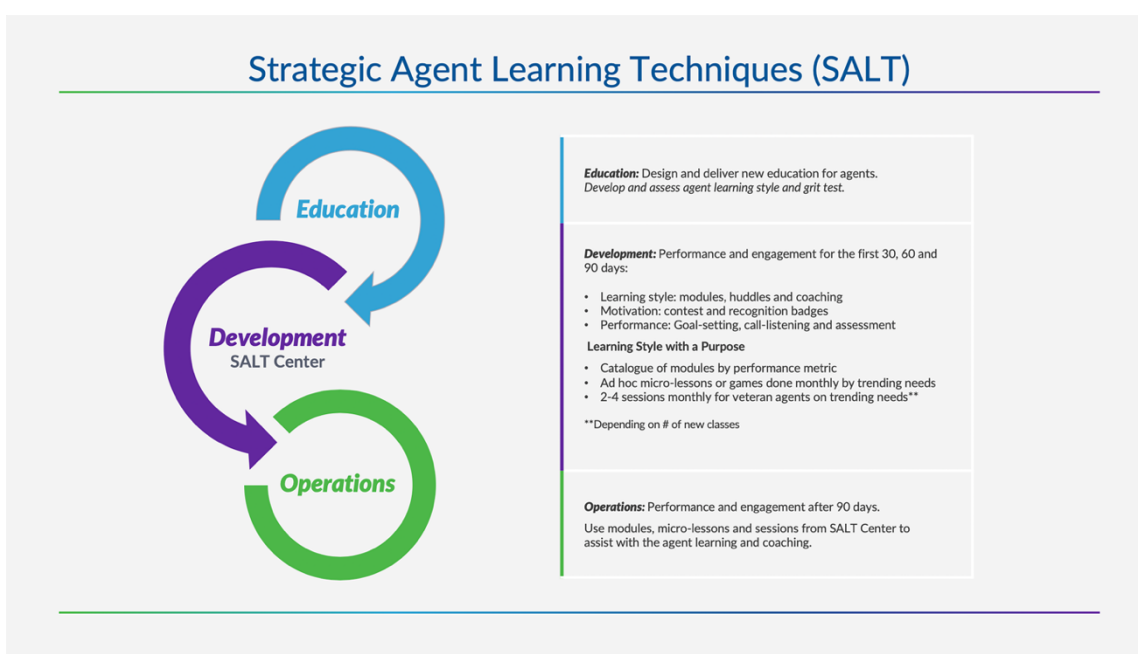 Strategic Agent Learning Techniques (SALT)
Education
Development
SALT Center
Operations
Education: Design and deliver new education for agents.
Develop and assess agent learning style and grit test.
Development: Performance and engagement for the first 30, 60 and
90 days:
• Learning style: modules, huddles and coaching
• Motivation: contest and recognition badges
• Performance: Goal-setting, call-listening and assessment
Learning Style with a Purpose
• Catalogue of modules by performance metric
• Ad hoc micro-lessons or games done monthly by trending needs
• 2-4 sessions monthly for veteran agents on trending needs**
**Depending on # of new classes
Operations: Performance and engagement after 90 days.
Use modules, micro-lessons and sessions from SALT Center to
assist with the agent learning and coaching.